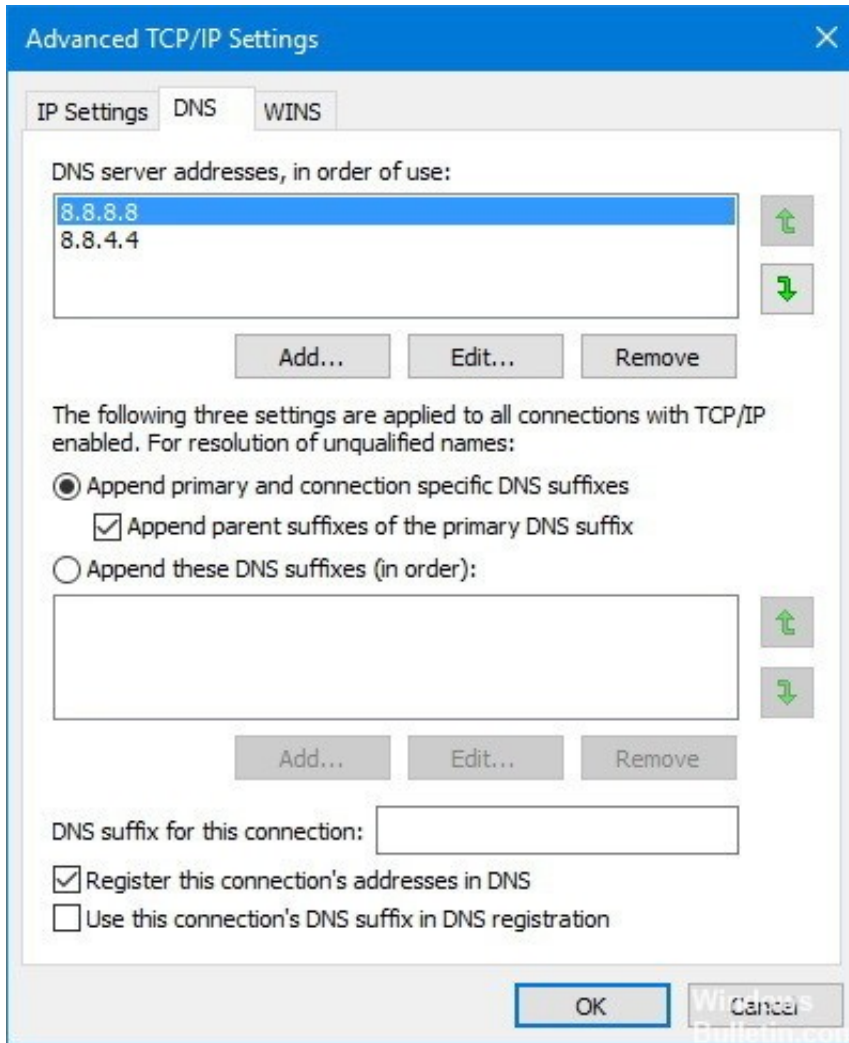 Advanced TCP/IP Settings
IP Settings DNS WINS
DNS server addresses, in order of use:
8.8.8.8
8.8.4.4
Add... Edit... Remove
The following three settings are applied to all connections with TCP/IP
enabled. For resolution of unqualified names:
Append primary and connection specific DNS suffixes
Append parent suffixes of the primary DNS suffix
Append these DNS suffixes (in order):
Add... Edit... Remove
DNS suffix for this connection:
Register this connection's addresses in DNS
Use this connection's DNS suffix in DNS registration
OK Cancel
Windows
Bulletin.com